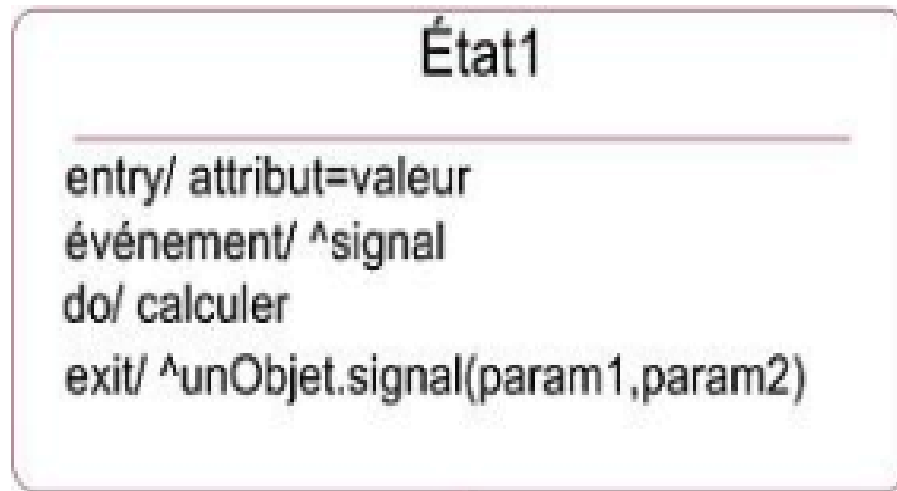 État1
entry/ attribut=valeur
événement/ ^signal
do/ calculer
exit/ ^unObjet.signal(param1,param2)